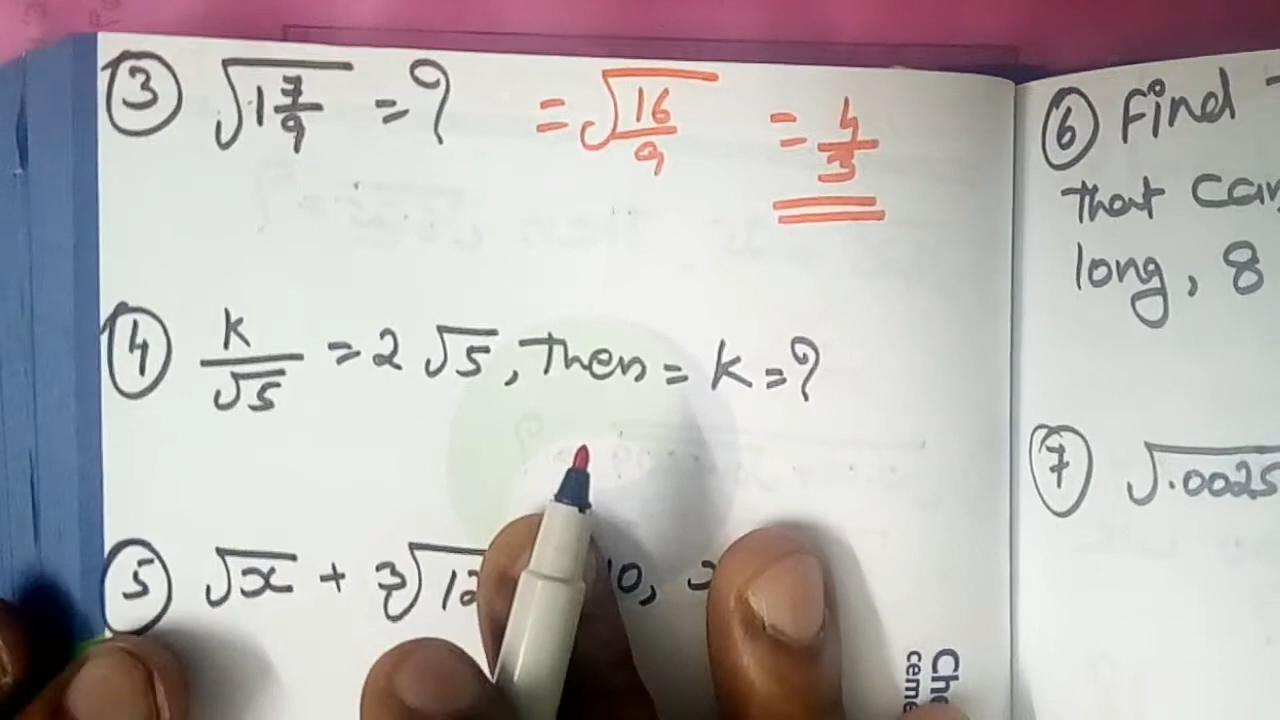 ③ √1 7/9 = ? = √16/9 = 4/3
④ k/√5 = 2√5, Then = k = ?
⑤ √x + ∛12 0,
⑥ Find
that can
long, 8
⑦ √.0025